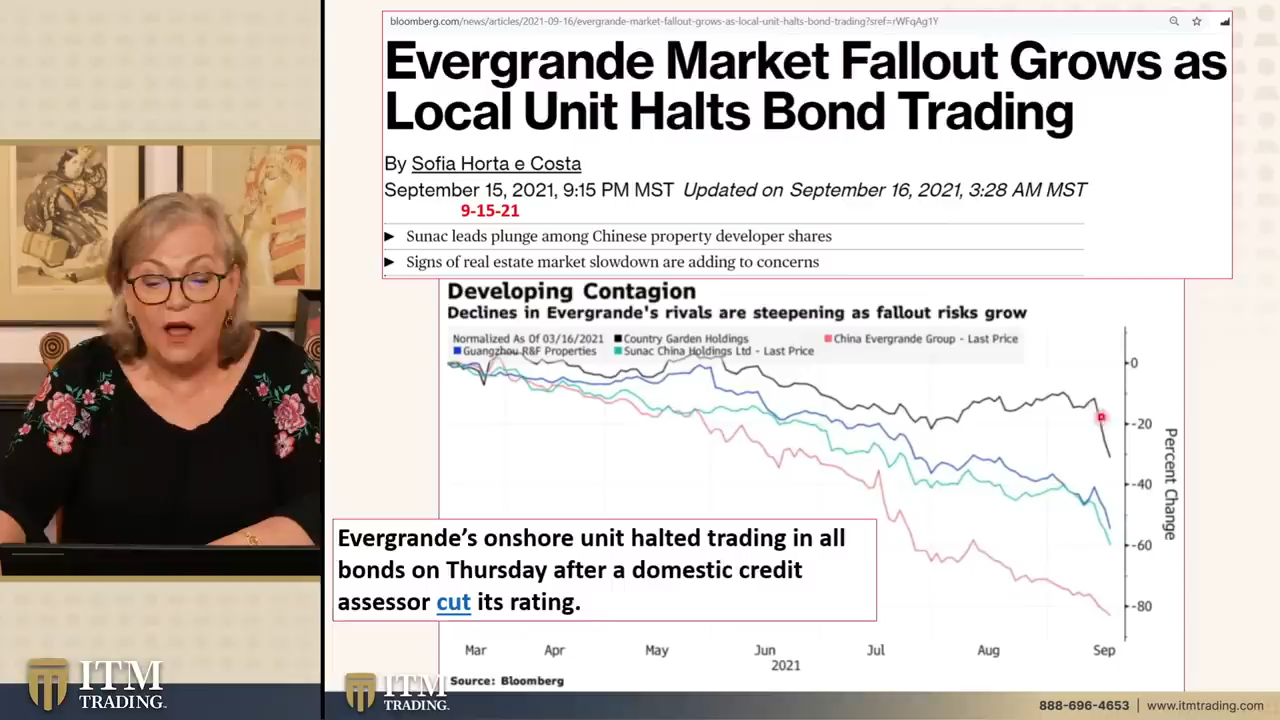 bloomberg.com/news/articles/2021-09-16/evergrande-market-fallout-grows-as-local-unit-halts-bond-trading?sref=rWFqAg1Y
Evergrande Market Fallout Grows as
Local Unit Halts Bond Trading
By Sofia Horta e Costa
September 15, 2021, 9:15 PM MST Updated on September 16, 2021, 3:28 AM MST
9-15-21
▶ Sunac leads plunge among Chinese property developer shares
▶ Signs of real estate market slowdown are adding to concerns
Developing Contagion
Declines in Evergrande's rivals are steepening as fallout risks grow
Normalized As Of 03/16/2021 Country Garden Holdings China Evergrande Group - Last Price
Guangzhou R&F Properties Sunac China Holdings Ltd - Last Price
0
-20
-40
-60
-80
Percent Change
Evergrande's onshore unit halted trading in all
bonds on Thursday after a domestic credit
assessor cut its rating.
Mar Apr May Jun Jul Aug Sep
2021
Source: Bloomberg
ITM
TRADING
ITM
TRADING
888-696-4653 | www.itmtrading.com